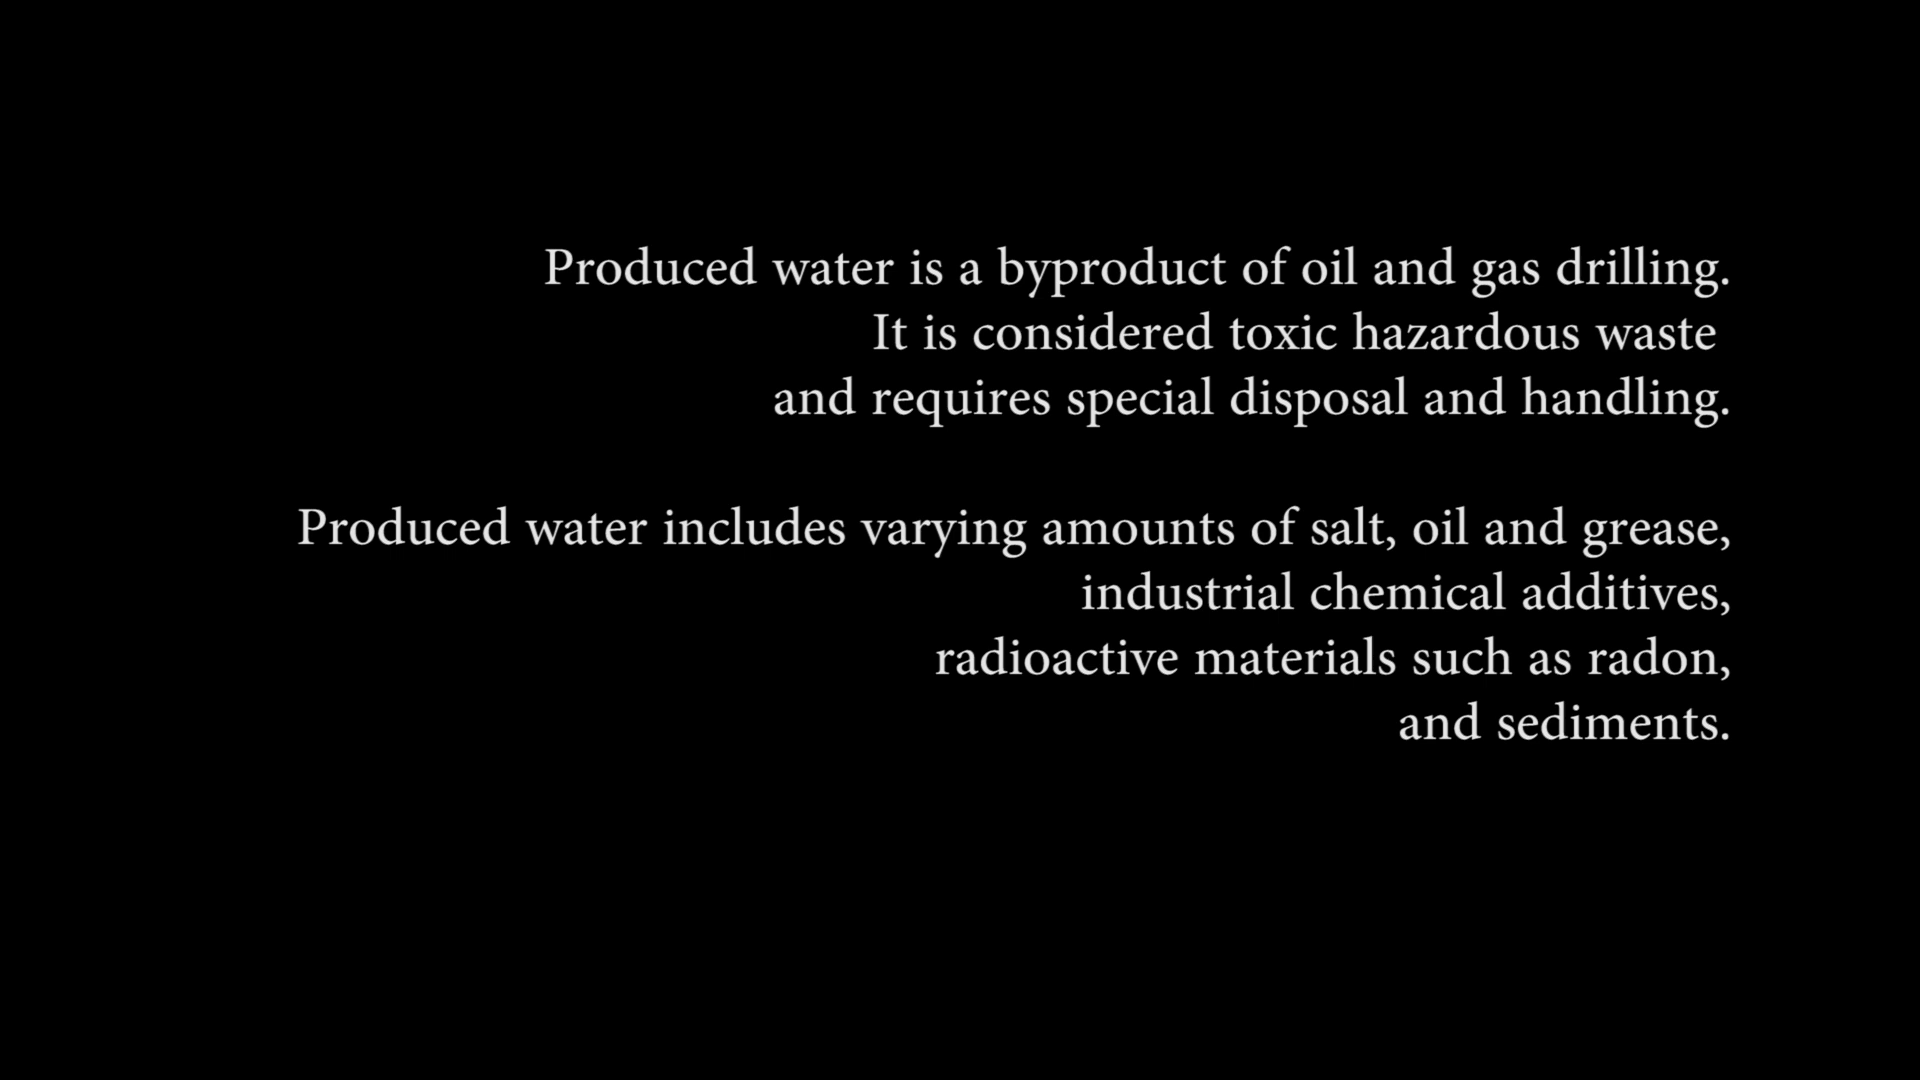 Produced water is a byproduct of oil and gas drilling.
It is considered toxic hazardous waste
and requires special disposal and handling.
Produced water includes varying amounts of salt, oil and grease,
industrial chemical additives,
radioactive materials such as radon,
and sediments.